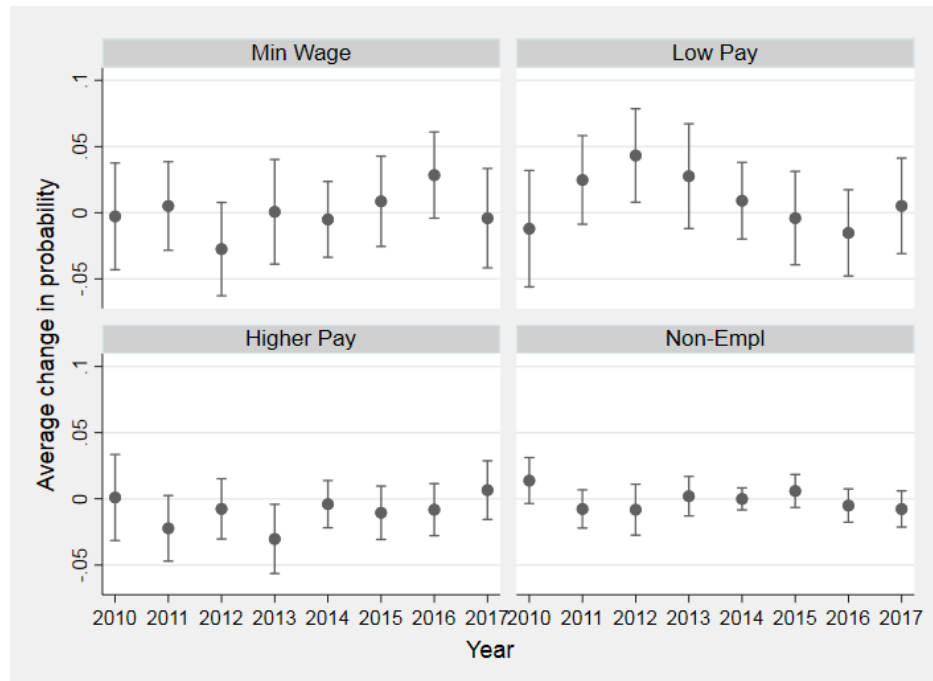 Min Wage
Low Pay
.1
.05
0
-.05
Higher Pay
Non-Empl
.1
.05
0
-.05
Average change in probability
2010 2011 2012 2013 2014 2015 2016 2017
2010 2011 2012 2013 2014 2015 2016 2017
Year